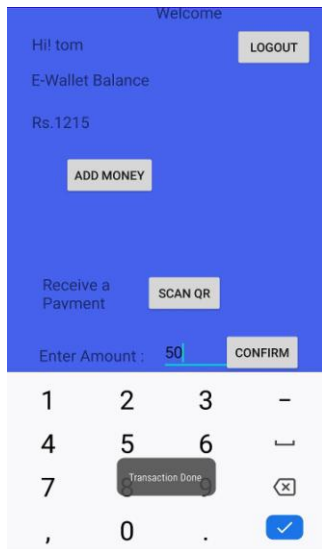 Welcome
Hi! tom
LOGOUT
E-Wallet Balance
Rs.1215
ADD MONEY
Receive a
Payment
SCAN QR
Enter Amount :
50
CONFIRM
1 2 3 –
4 5 6
7 8 9
Transaction Done
, 0 .